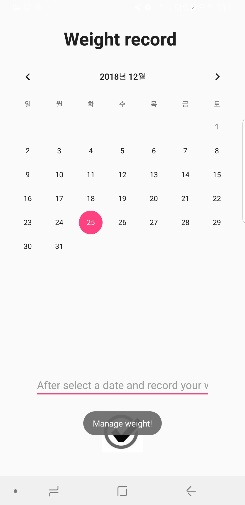 Weight record
2018년 12월
일 월 화 수 목 금 토
1
2 3 4 5 6 7 8
9 10 11 12 13 14 15
16 17 18 19 20 21 22
23 24 25 26 27 28 29
30 31
After select a date and record your w
Manage weight!